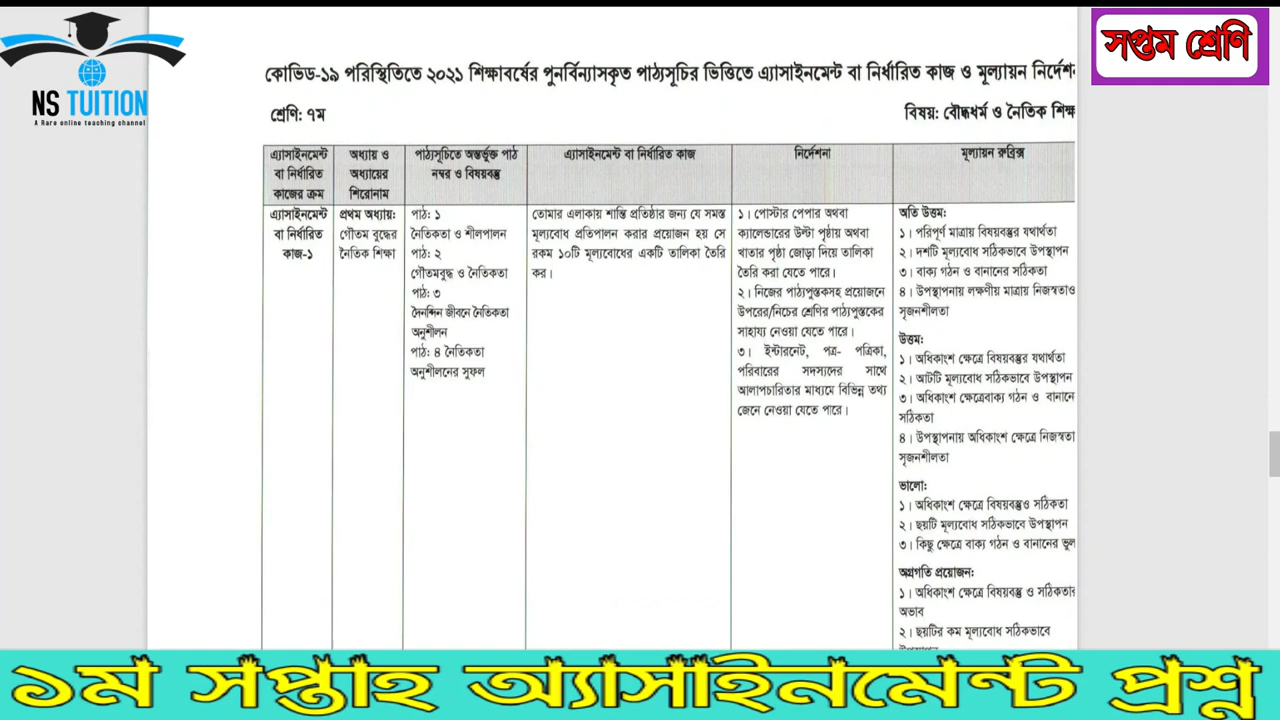 সপ্তম শ্রেণি
NS TUITION
A Rare online teaching channel
কোভিড-১৯ পরিস্থিতিতে ২০২১ শিক্ষাবর্ষের পুনর্বিন্যাসকৃত পাঠ্যসূচির ভিত্তিতে এ্যাসাইনমেন্ট বা নির্ধারিত কাজ ও মূল্যায়ন নির্দেশ
শ্রেণি: ৭ম
বিষয়: বৌদ্ধধর্ম ও নৈতিক শিক্ষ
এ্যাসাইনমেন্ট
বা নির্ধারিত
কাজের ক্রম
অধ্যায় ও
অধ্যায়ের
শিরোনাম
পাঠ্যসূচিতে অন্তর্ভুক্ত পাঠ
নম্বর ও বিষয়বস্তু
এ্যাসাইনমেন্ট বা নির্ধারিত কাজ
নির্দেশনা
মূল্যায়ন রুব্রিক্স
এ্যাসাইনমেন্ট
বা নির্ধারিত
কাজ-১
প্রথম অধ্যায়:
গৌতম বুদ্ধের
নৈতিক শিক্ষা
পাঠ: ১
নৈতিকতা ও শীলপালন
পাঠ: ২
গৌতমবুদ্ধ ও নৈতিকতা
পাঠ: ৩
দৈনন্দিন জীবনে নৈতিকতা
অনুশীলন
পাঠ: ৪ নৈতিকতা
অনুশীলনের সুফল
তোমার এলাকায় শান্তি প্রতিষ্ঠার জন্য যে সমস্ত
মূল্যবোধ প্রতিপালন করার প্রয়োজন হয় সে
রকম ১০টি মূল্যবোধের একটি তালিকা তৈরি
কর।
১। পোস্টার পেপার অথবা
ক্যালেন্ডারের উল্টা পৃষ্ঠায় অথবা
খাতার পৃষ্ঠা জোড়া দিয়ে তালিকা
তৈরি করা যেতে পারে।
২। নিজের পাঠ্যপুস্তকসহ প্রয়োজনে
উপরের/নিচের শ্রেণির পাঠ্যপুস্তকের
সাহায্য নেওয়া যেতে পারে।
৩। ইন্টারনেট, পত্র- পত্রিকা,
পরিবারের সদস্যদের সাথে
আলাপচারিতার মাধ্যমে বিভিন্ন তথ্য
জেনে নেওয়া যেতে পারে।
অতি উত্তম:
১। পরিপূর্ণ মাত্রায় বিষয়বস্তুর যথার্থতা
২। দশটি মূল্যবোধ সঠিকভাবে উপস্থাপন
৩। বাক্য গঠন ও বানানের সঠিকতা
৪। উপস্থাপনায় লক্ষণীয় মাত্রায় নিজস্বতাও
সৃজনশীলতা
উত্তম:
১। অধিকাংশ ক্ষেত্রে বিষয়বস্তুর যথার্থতা
২। আটটি মূল্যবোধ সঠিকভাবে উপস্থাপন
৩। অধিকাংশ ক্ষেত্রেবাক্য গঠন ও বানানে
সঠিকতা
৪। উপস্থাপনায় অধিকাংশ ক্ষেত্রে নিজস্বতা
সৃজনশীলতা
ভালো:
১। অধিকাংশ ক্ষেত্রে বিষয়বস্তুও সঠিকতা
২। ছয়টি মূল্যবোধ সঠিকভাবে উপস্থাপন
৩। কিছু ক্ষেত্রে বাক্য গঠন ও বানানের ভুল
অগ্রগতি প্রয়োজন:
১। অধিকাংশ ক্ষেত্রে বিষয়বস্তু ও সঠিকতার
অভাব
২। ছয়টির কম মূল্যবোধ সঠিকভাবে
১ম সপ্তাহ অ্যাসাইনমেন্ট প্রশ্ন